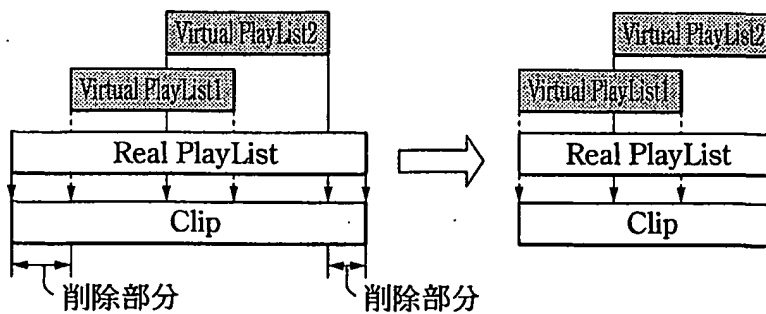 Virtual PlayList2
Virtual PlayList1
Real PlayList
Clip
削除部分
削除部分
Virtual PlayList2
Virtual PlayList1
Real PlayList
Clip